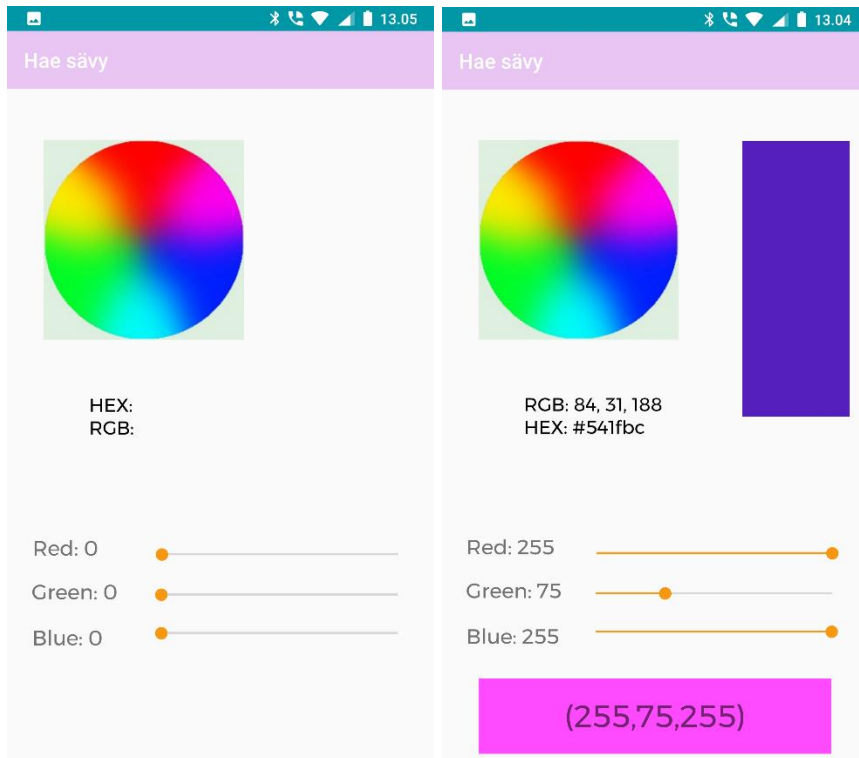 13.05
Hae sävy
HEX:
RGB:
Red: 0
Green: 0
Blue: 0
13.04
Hae sävy
RGB: 84, 31, 188
HEX: #541fbc
Red: 255
Green: 75
Blue: 255
(255,75,255)